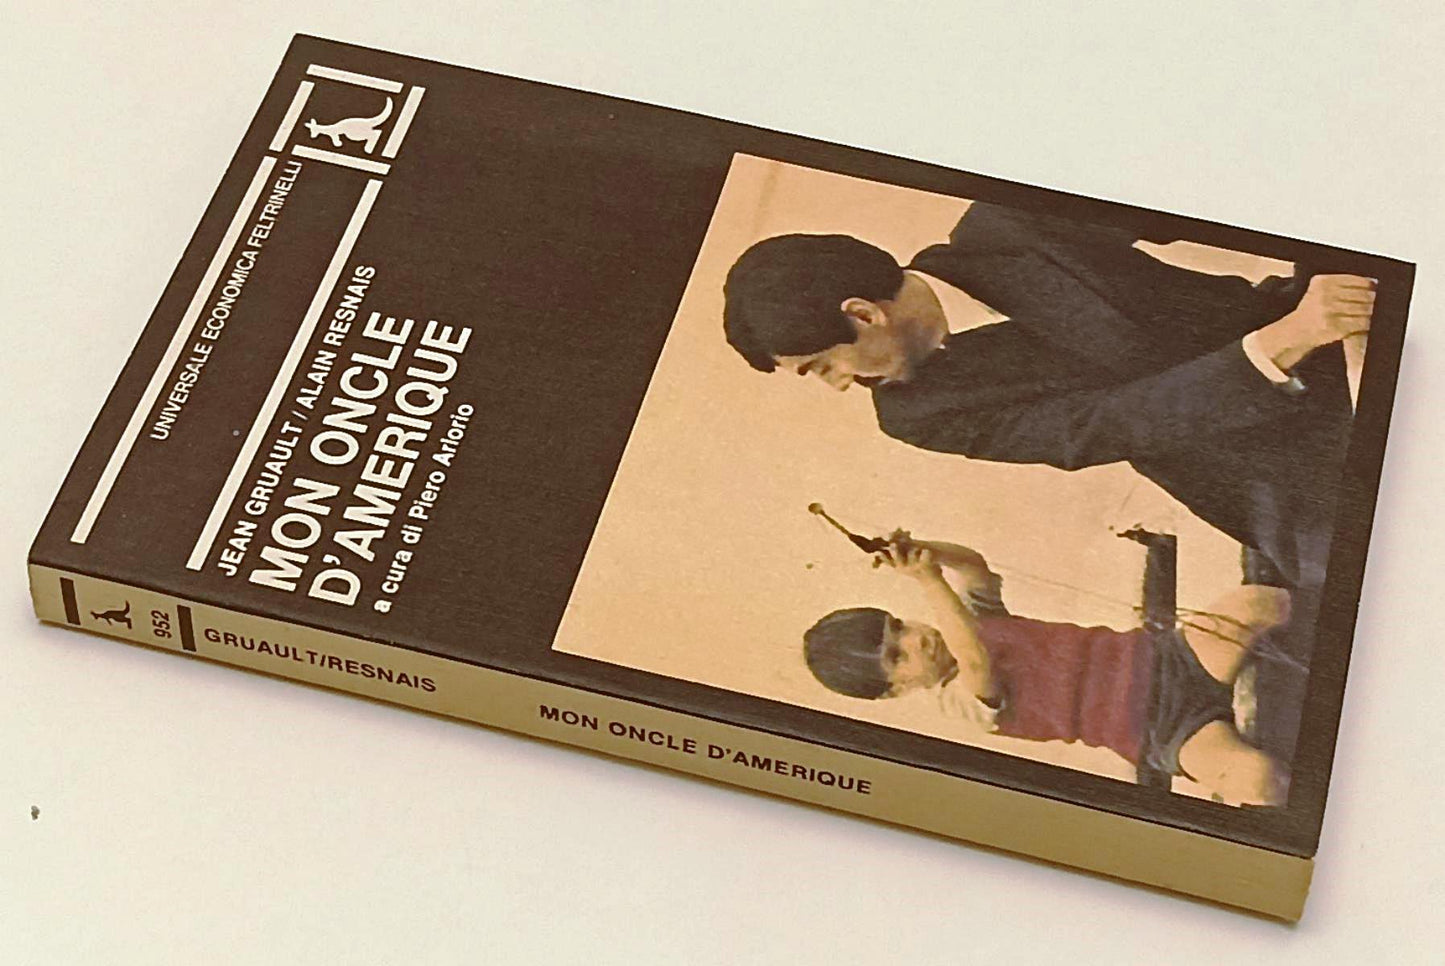 UNIVERSALE ECONOMICA FELTRINELLI
JEAN GRUAULT / ALAIN RESNAIS
MON ONCLE
D'AMERIQUE
a cura di Piero Arlorio
952
GRUAULT/RESNAIS
MON ONCLE D'AMERIQUE